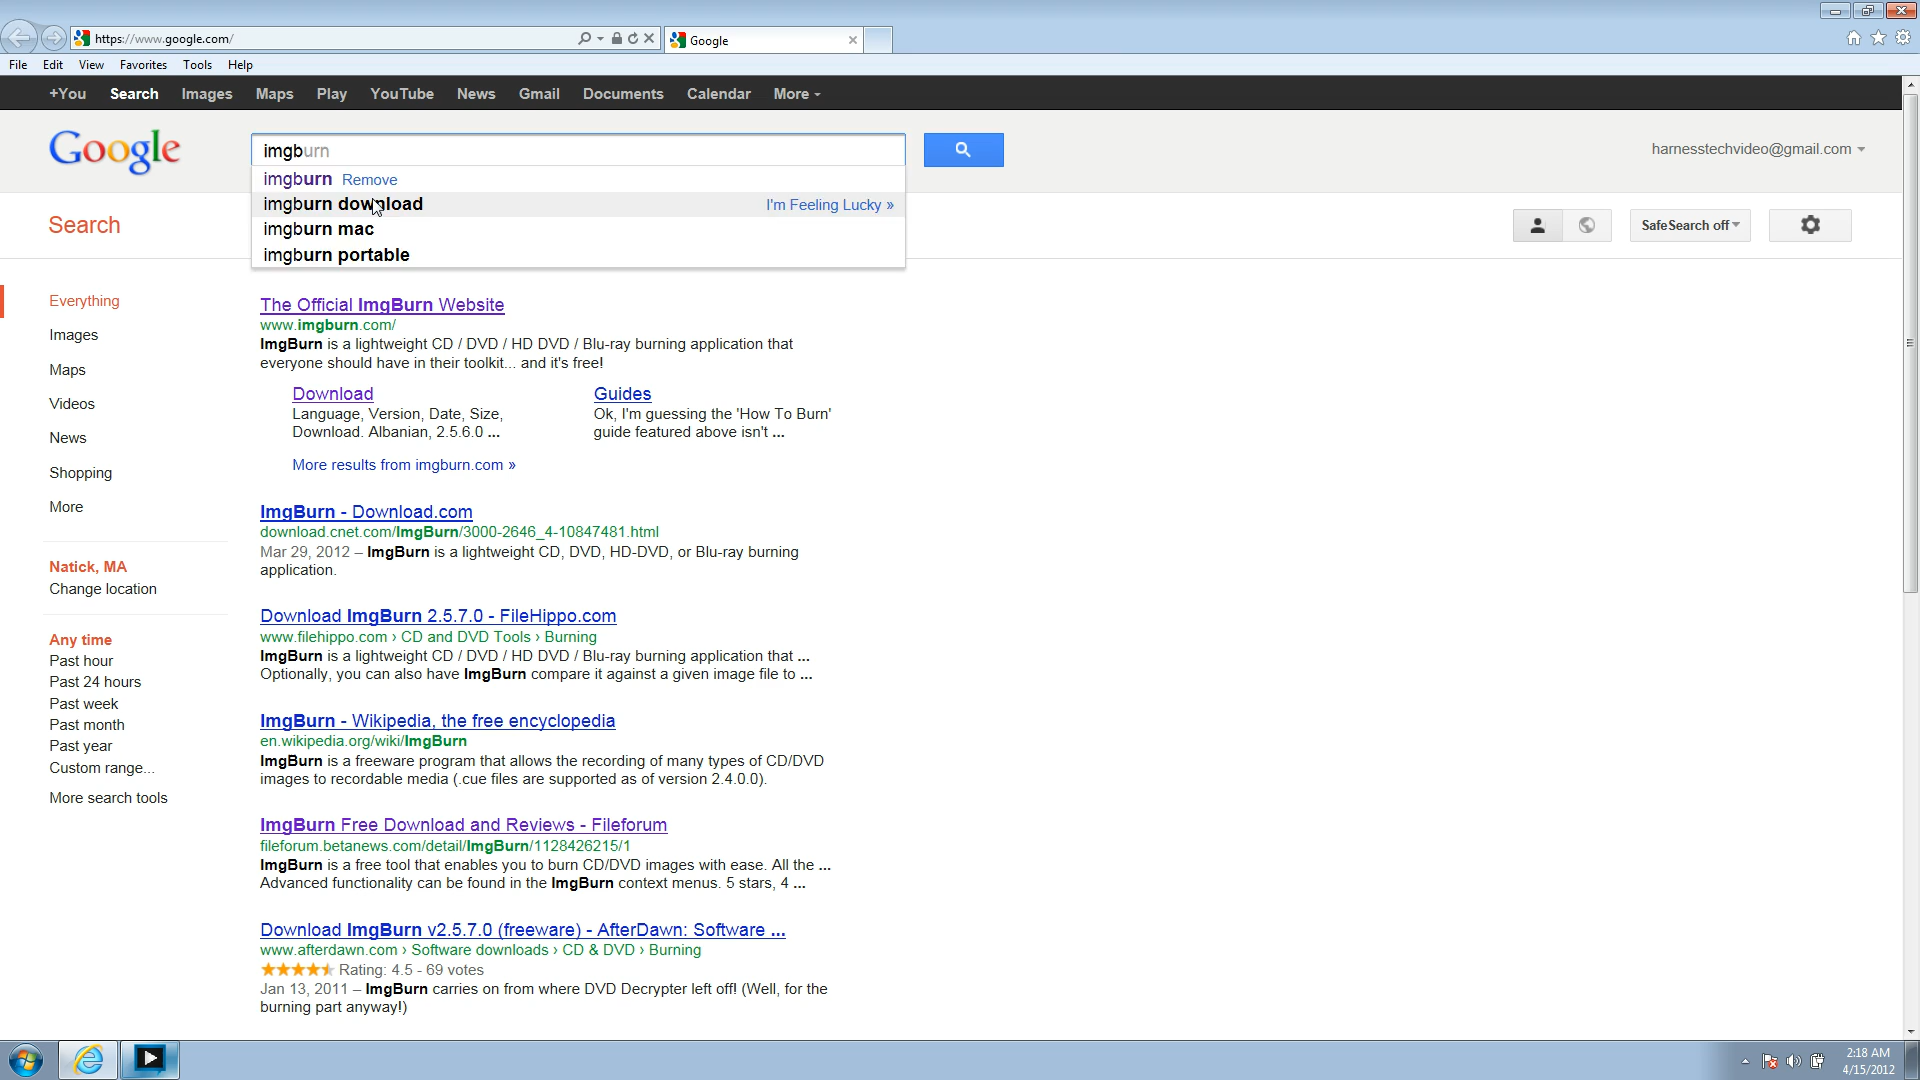 https://www.google.com/
Google
File Edit View Favorites Tools Help
+You Search Images Maps Play YouTube News Gmail Documents Calendar More
Google
imgburn
harnesstechvideo@gmail.com
imgburn Remove
imgburn download I'm Feeling Lucky »
imgburn mac
imgburn portable
Search
SafeSearch off
Everything
Images
Maps
Videos
News
Shopping
More
Natick, MA
Change location
Any time
Past hour
Past 24 hours
Past week
Past month
Past year
Custom range...
More search tools
The Official ImgBurn Website
www.imgburn.com/
ImgBurn is a lightweight CD / DVD / HD DVD / Blu-ray burning application that
everyone should have in their toolkit... and it's free!
Download
Language, Version, Date, Size,
Download. Albanian, 2.5.6.0 ...
Guides
Ok, I'm guessing the 'How To Burn'
guide featured above isn't ...
More results from imgburn.com »
ImgBurn - Download.com
download.cnet.com/ImgBurn/3000-2646_4-10847481.html
Mar 29, 2012 – ImgBurn is a lightweight CD, DVD, HD-DVD, or Blu-ray burning
application.
Download ImgBurn 2.5.7.0 - FileHippo.com
www.filehippo.com › CD and DVD Tools › Burning
ImgBurn is a lightweight CD / DVD / HD DVD / Blu-ray burning application that ...
Optionally, you can also have ImgBurn compare it against a given image file to ...
ImgBurn - Wikipedia, the free encyclopedia
en.wikipedia.org/wiki/ImgBurn
ImgBurn is a freeware program that allows the recording of many types of CD/DVD
images to recordable media (.cue files are supported as of version 2.4.0.0).
ImgBurn Free Download and Reviews - Fileforum
fileforum.betanews.com/detail/ImgBurn/1128426215/1
ImgBurn is a free tool that enables you to burn CD/DVD images with ease. All the ...
Advanced functionality can be found in the ImgBurn context menus. 5 stars, 4 ...
Download ImgBurn v2.5.7.0 (freeware) - AfterDawn: Software ...
www.afterdawn.com › Software downloads › CD & DVD › Burning
Rating: 4.5 - 69 votes
Jan 13, 2011 – ImgBurn carries on from where DVD Decrypter left off! (Well, for the
burning part anyway!)
2:18 AM
4/15/2012